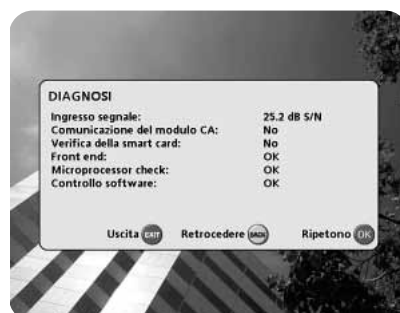 DIAGNOSI
Ingresso segnale: 25.2 dB S/N
Comunicazione del modulo CA: No
Verifica della smart card: No
Front end: OK
Microprocessor check: OK
Controllo software: OK
Uscita EXIT Retrocedere BACK Ripetono OK